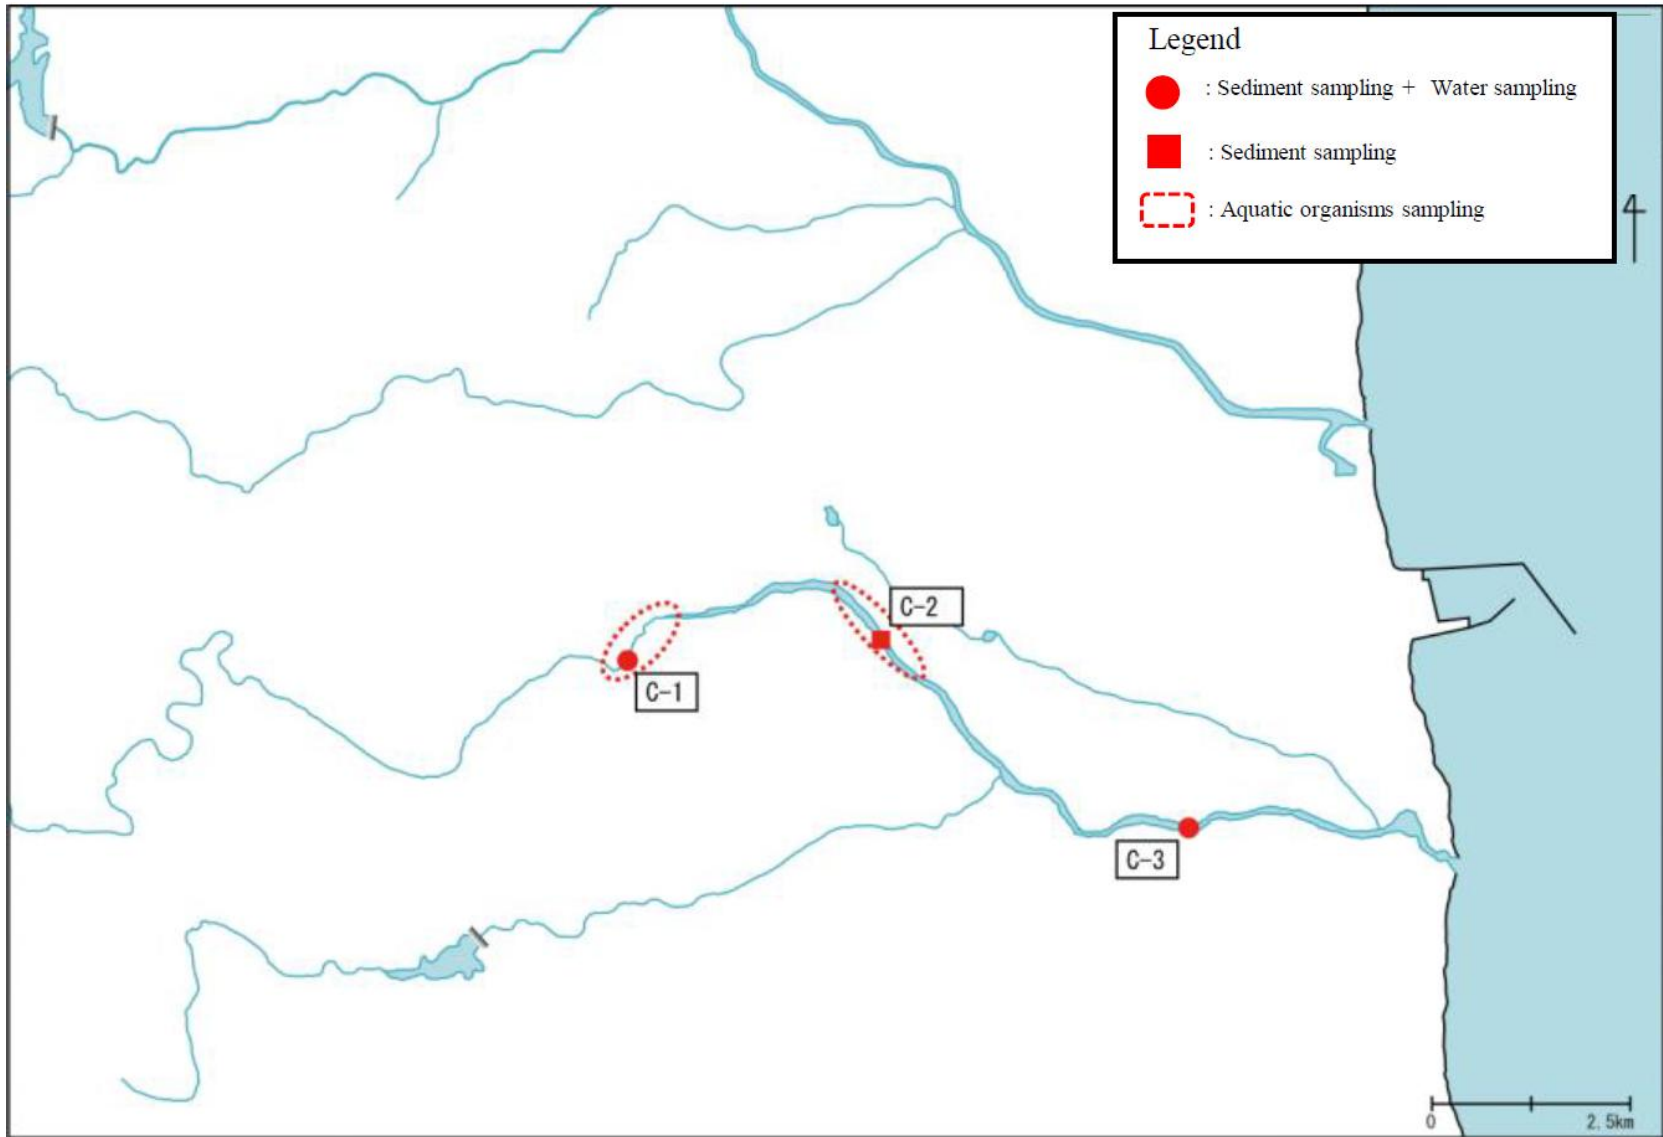 Legend
: Sediment sampling + Water sampling
: Sediment sampling
: Aquatic organisms sampling
C-2
C-1
C-3
0 2.5km